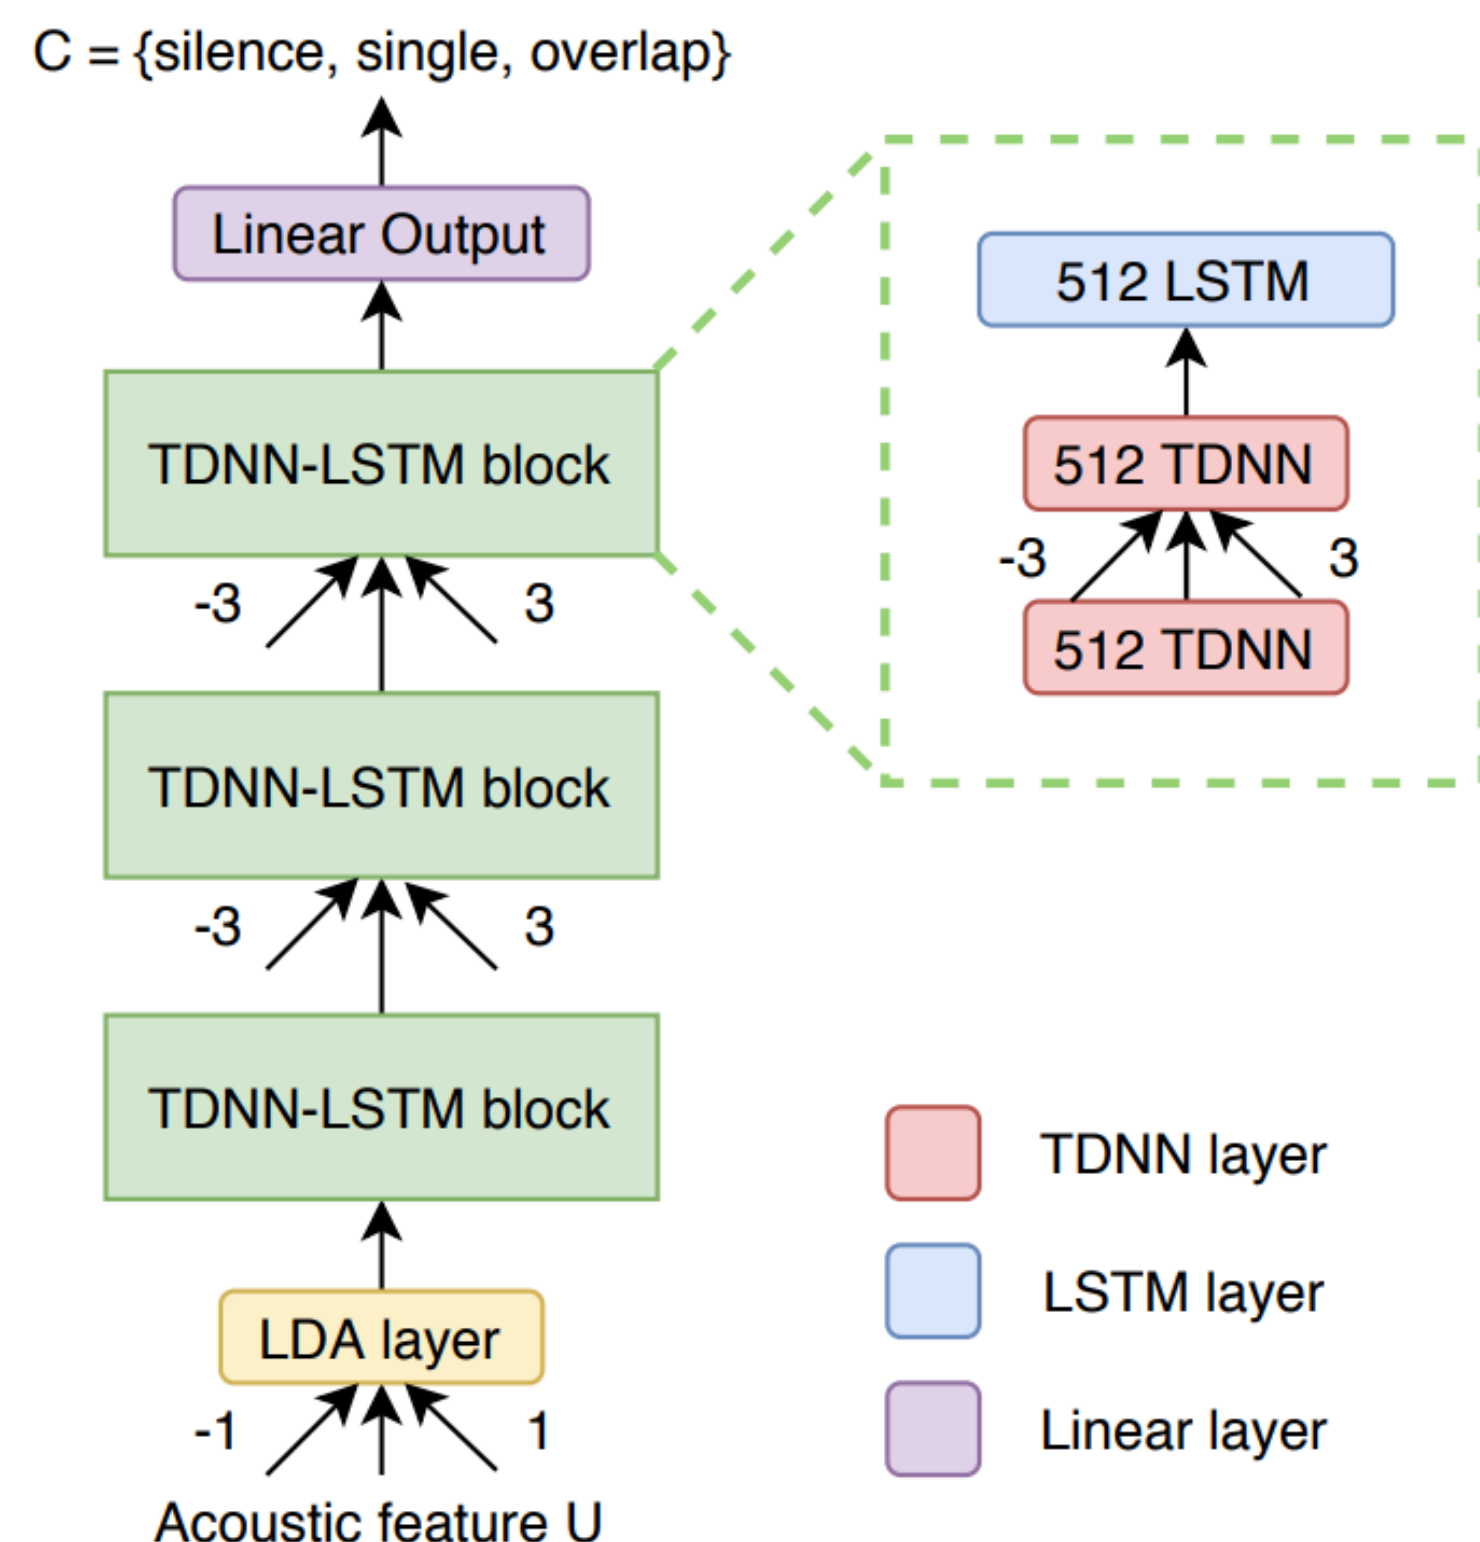 C = {silence, single, overlap}
Linear Output
TDNN-LSTM block
-3 3
TDNN-LSTM block
-3 3
TDNN-LSTM block
LDA layer
-1 1
Acoustic feature U
512 LSTM
512 TDNN
-3 3
512 TDNN
TDNN layer
LSTM layer
Linear layer